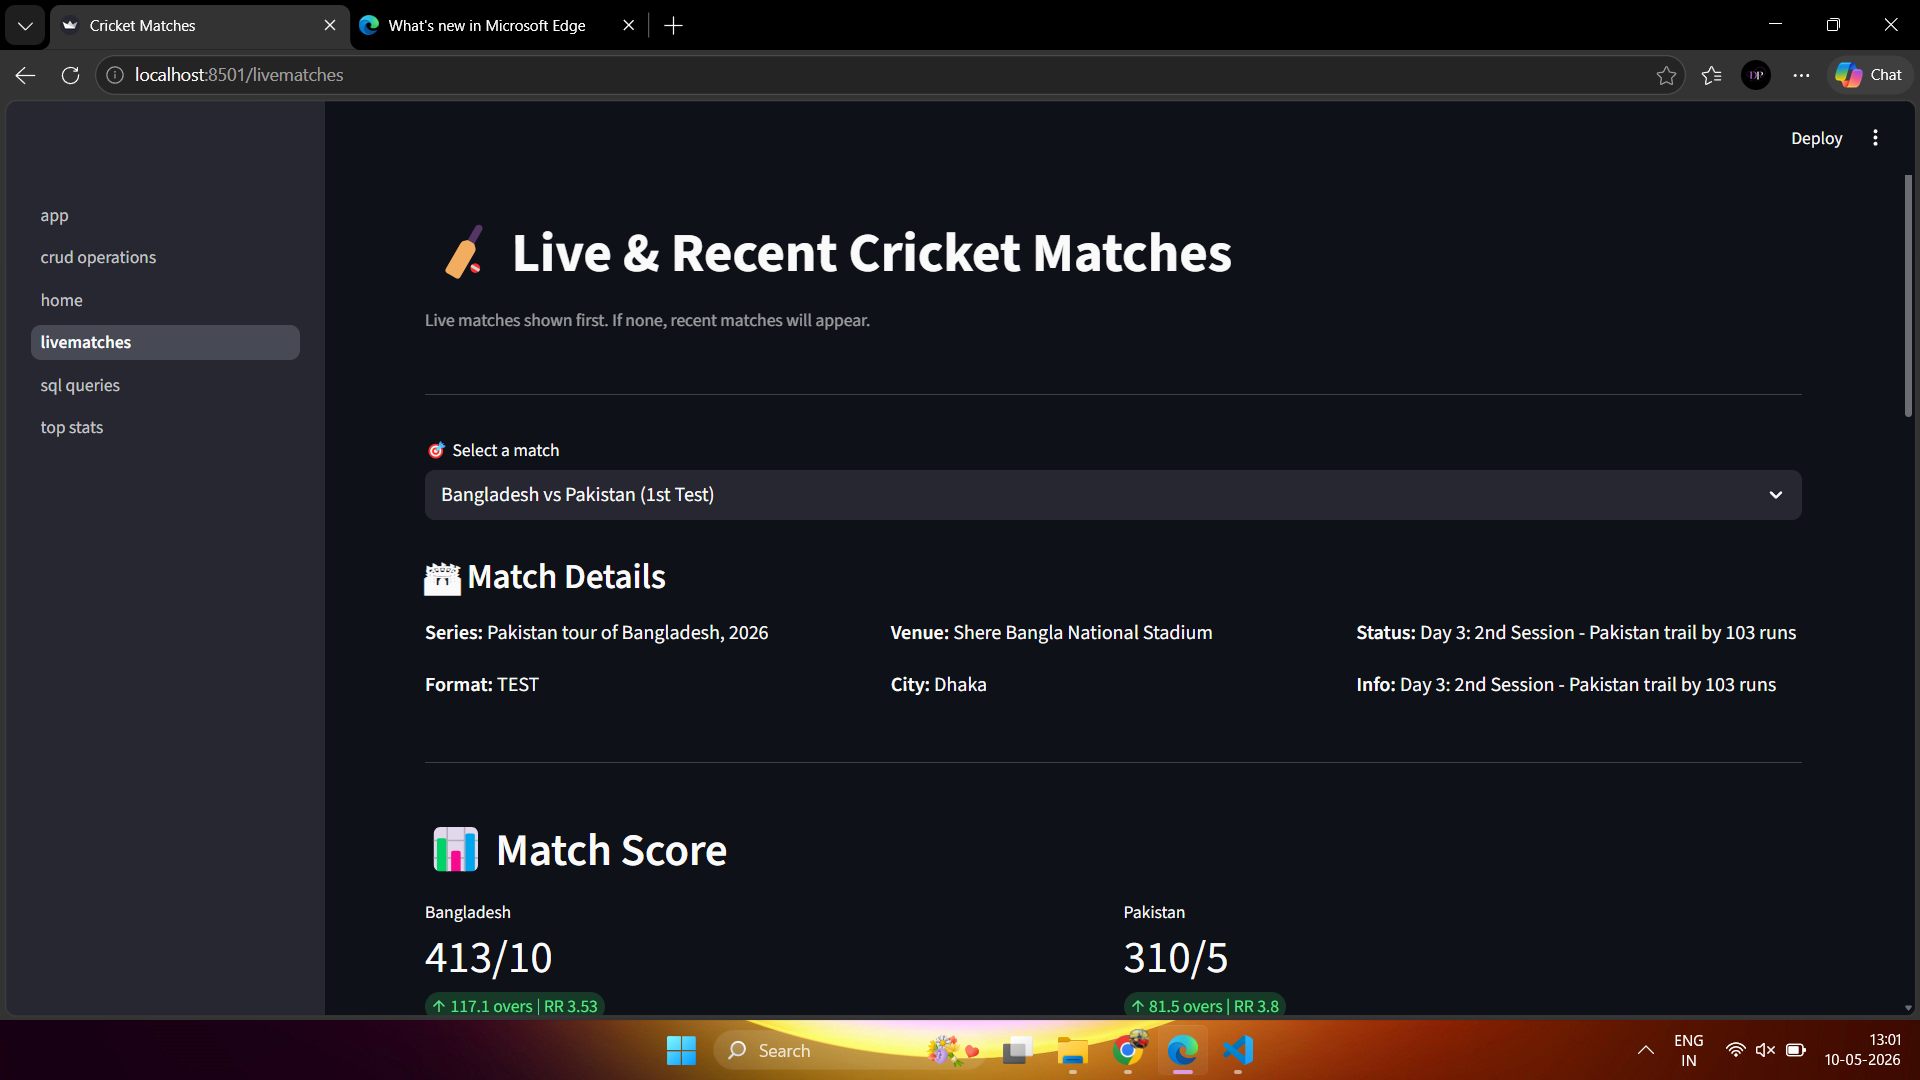 Cricket Matches
What's new in Microsoft Edge
localhost:8501/livematches
DP
Chat
Deploy
app
crud operations
home
livematches
sql queries
top stats
Live & Recent Cricket Matches
Live matches shown first. If none, recent matches will appear.
Select a match
Bangladesh vs Pakistan (1st Test)
Match Details
Series: Pakistan tour of Bangladesh, 2026
Venue: Shere Bangla National Stadium
Status: Day 3: 2nd Session - Pakistan trail by 103 runs
Format: TEST
City: Dhaka
Info: Day 3: 2nd Session - Pakistan trail by 103 runs
Match Score
Bangladesh
413/10
↑ 117.1 overs | RR 3.53
Pakistan
310/5
↑ 81.5 overs | RR 3.8
Search
ENG
IN
13:01
10-05-2026